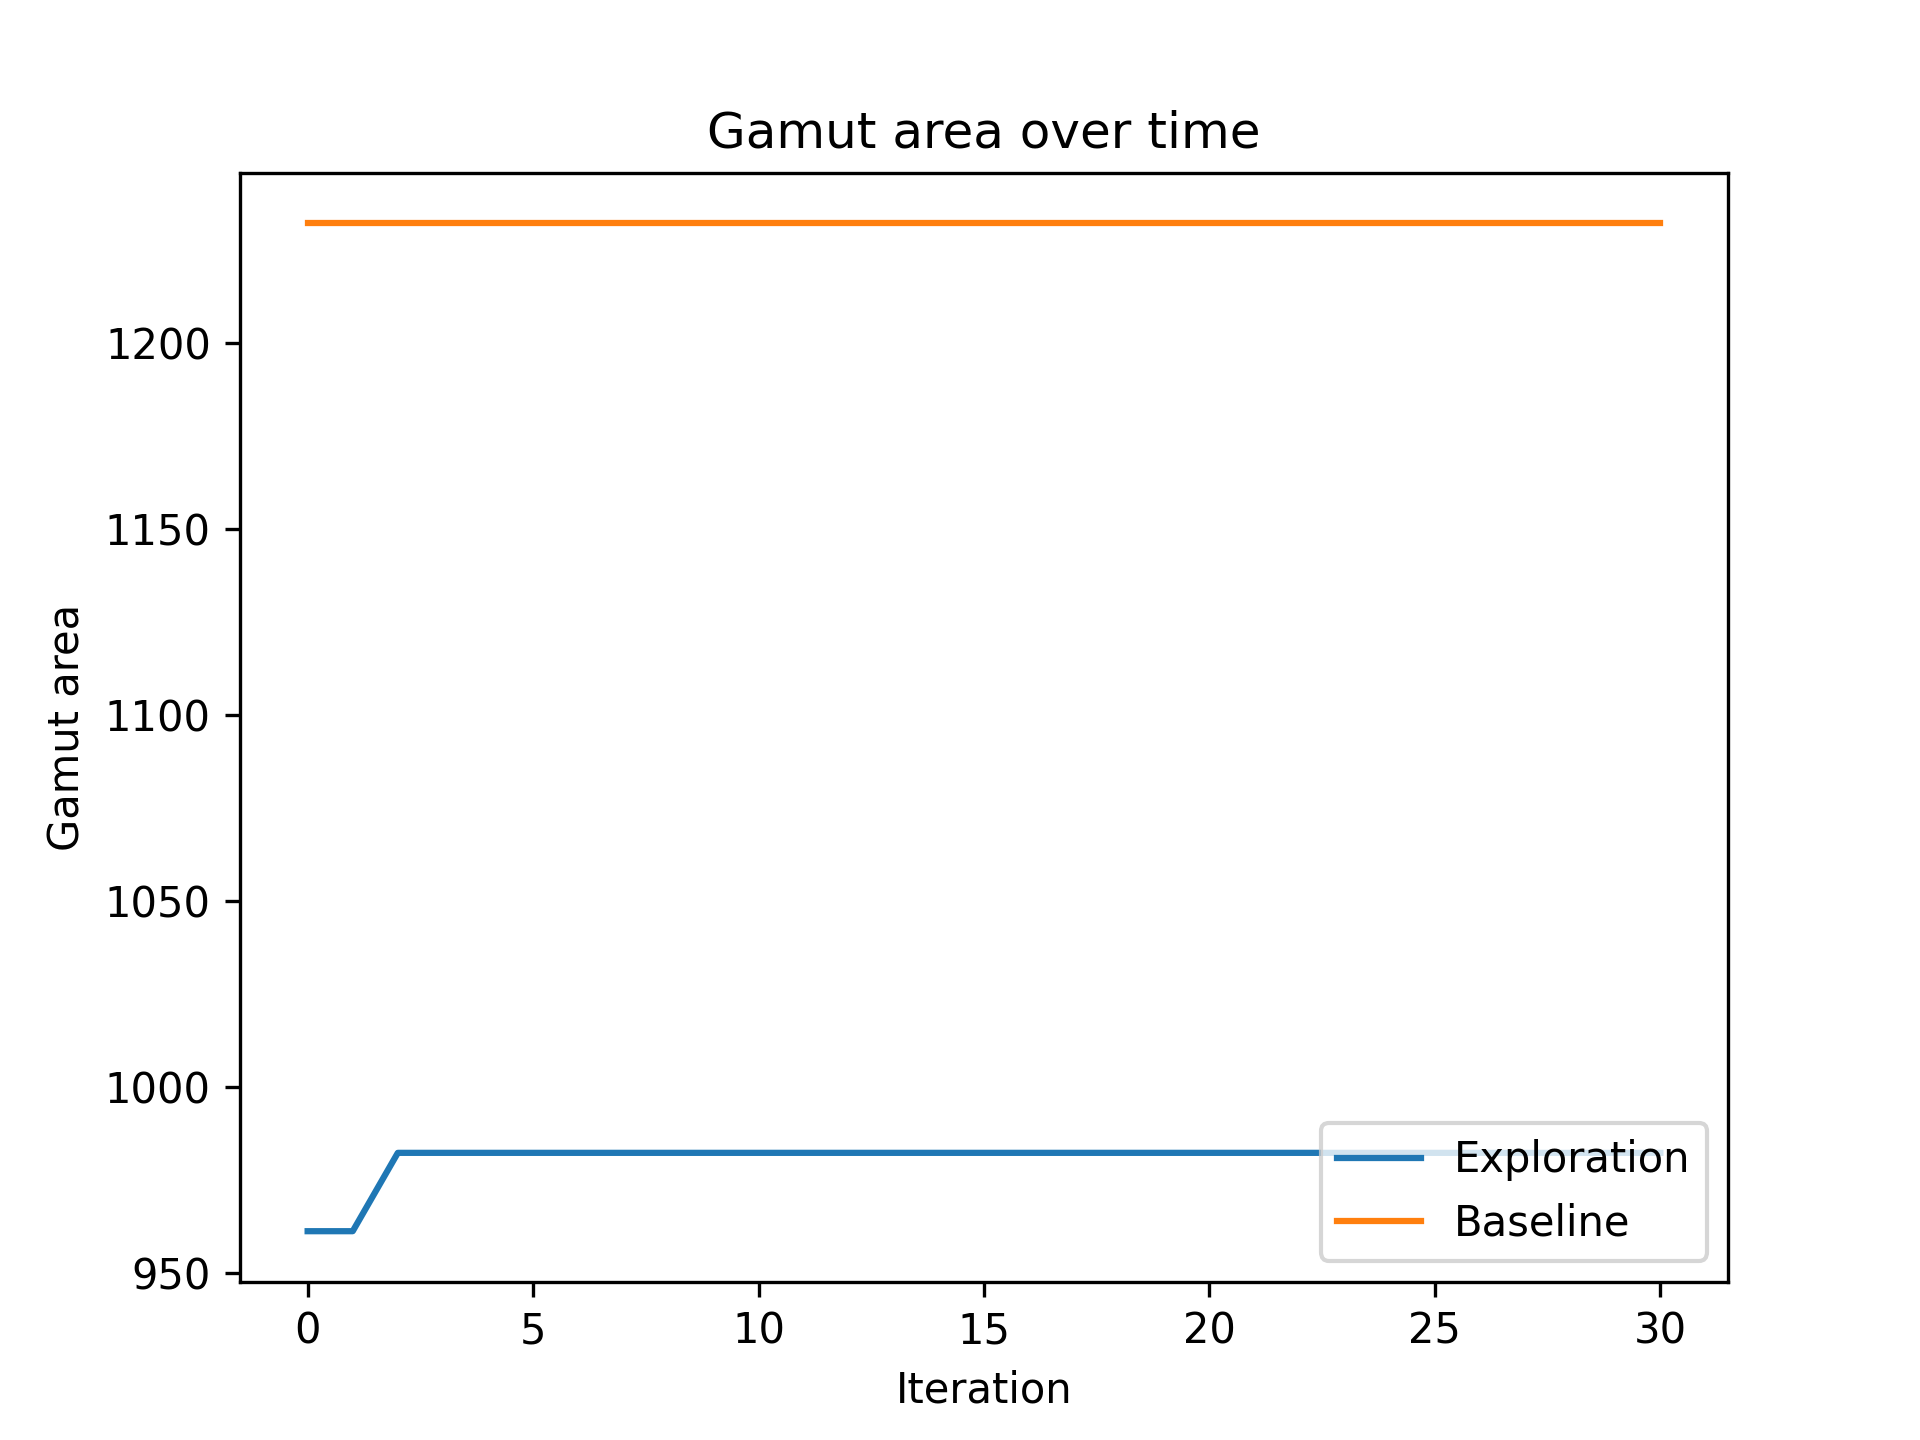 Gamut area over time
Gamut area
1200
1150
1100
1050
1000
950
Exploration
Baseline
0 5 10 15 20 25 30
Iteration